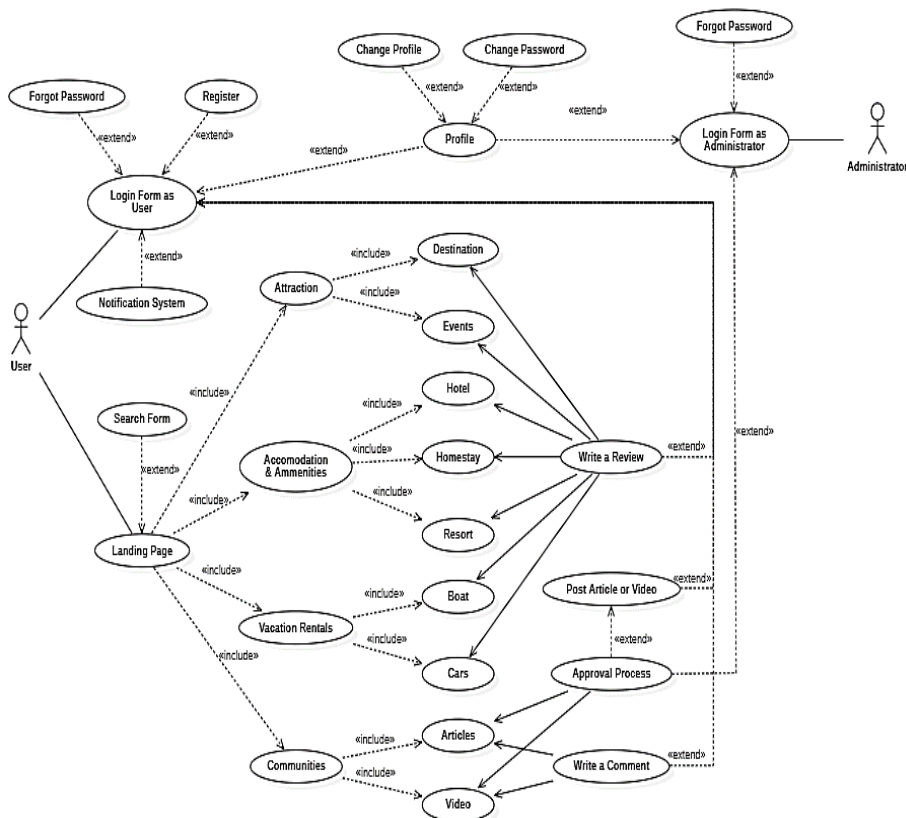 Forgot Password
Change Profile
Change Password
«extend»
«extend»
«extend»
Forgot Password
Register
«extend»
Profile
Login Form as
Administrator
Administrator
«extend»
«extend»
«extend»
Login Form as
User
«extend»
Notification System
User
Attraction
«include»
Destination
«include»
Events
«include»
Search Form
«extend»
Hotel
«include»
«include»
Accomodation
& Ammenities
Homestay
Write a Review
«extend»
«extend»
«include»
«include»
Landing Page
Resort
«include»
Vacation Rentals
«include»
Boat
Post Article or Video
«extend»
«include»
«include»
Cars
«extend»
Approval Process
Communities
«include»
Articles
«include»
Video
Write a Comment
«extend»